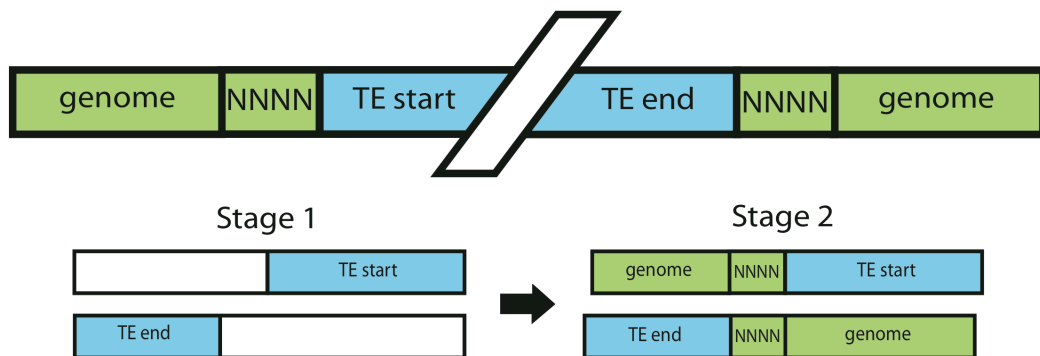 genome NNNN TE start TE end NNNN genome
Stage 1 Stage 2
TE start genome NNNN TE start
TE end TE end NNNN genome